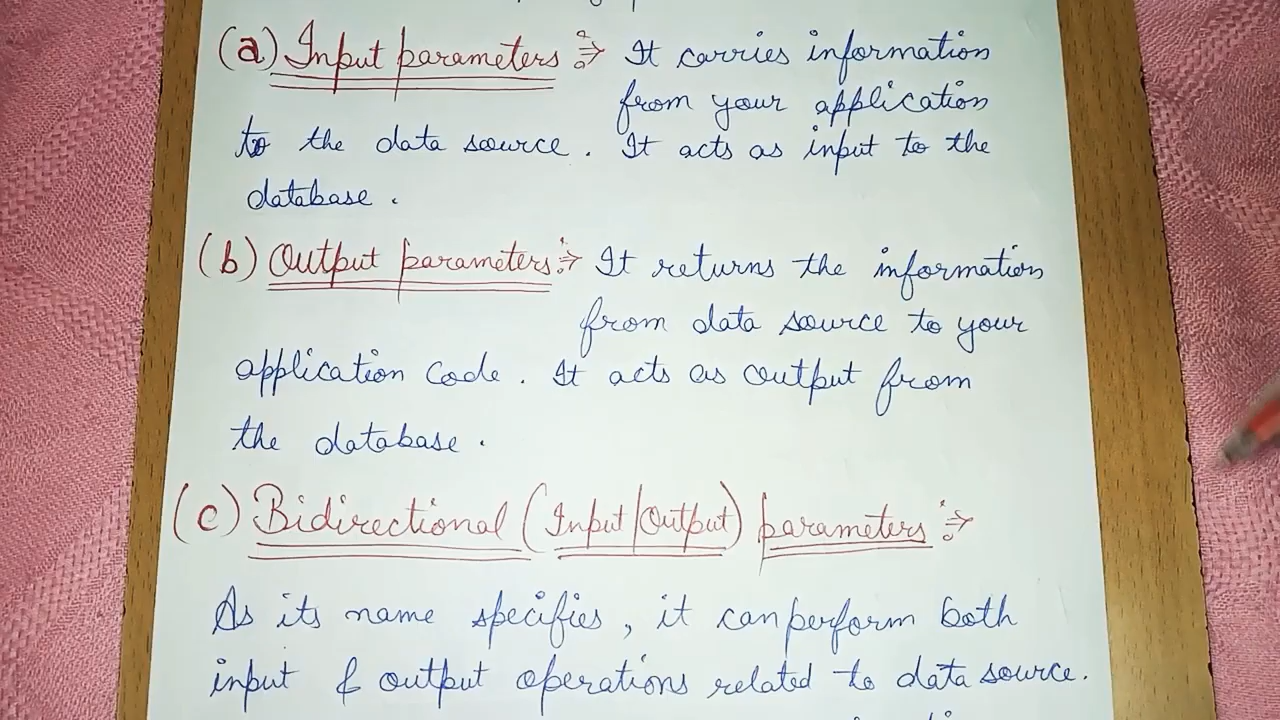 (a) Input parameters :⇒ It carries information
from your application
to the data source. It acts as input to the
database.
(b) Output parameters :⇒ It returns the information
from data source to your
application code. It acts as output from
the database.
(c) Bidirectional (Input/Output) parameters :⇒
As its name specifies, it can perform both
input & output operations related to data source.